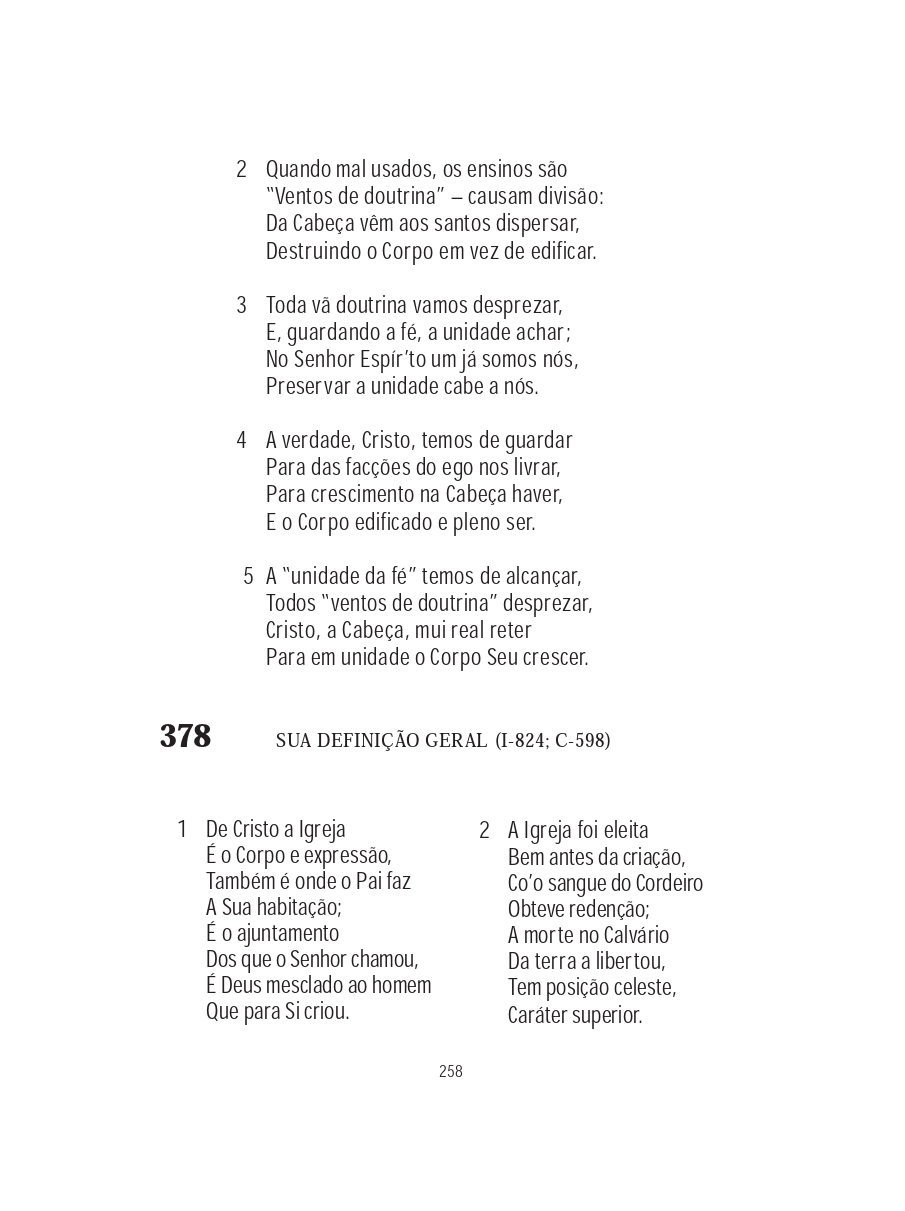 2 Quando mal usados, os ensinos são
“Ventos de doutrina” – causam divisão:
Da Cabeça vêm aos santos dispersar,
Destruindo o Corpo em vez de edificar.
3 Toda vã doutrina vamos desprezar,
E, guardando a fé, a unidade achar;
No Senhor Espír’to um já somos nós,
Preservar a unidade cabe a nós.
4 A verdade, Cristo, temos de guardar
Para das facções do ego nos livrar,
Para crescimento na Cabeça haver,
E o Corpo edificado e pleno ser.
5 A “unidade da fé” temos de alcançar,
Todos “ventos de doutrina” desprezar,
Cristo, a Cabeça, mui real reter
Para em unidade o Corpo Seu crescer.
378 SUA DEFINIÇÃO GERAL (I-824; C-598)
1 De Cristo a Igreja
É o Corpo e expressão,
Também é onde o Pai faz
A Sua habitação;
É o ajuntamento
Dos que o Senhor chamou,
É Deus mesclado ao homem
Que para Si criou.
2 A Igreja foi eleita
Bem antes da criação,
Co’o sangue do Cordeiro
Obteve redenção;
A morte no Calvário
Da terra a libertou,
Tem posição celeste,
Caráter superior.
258